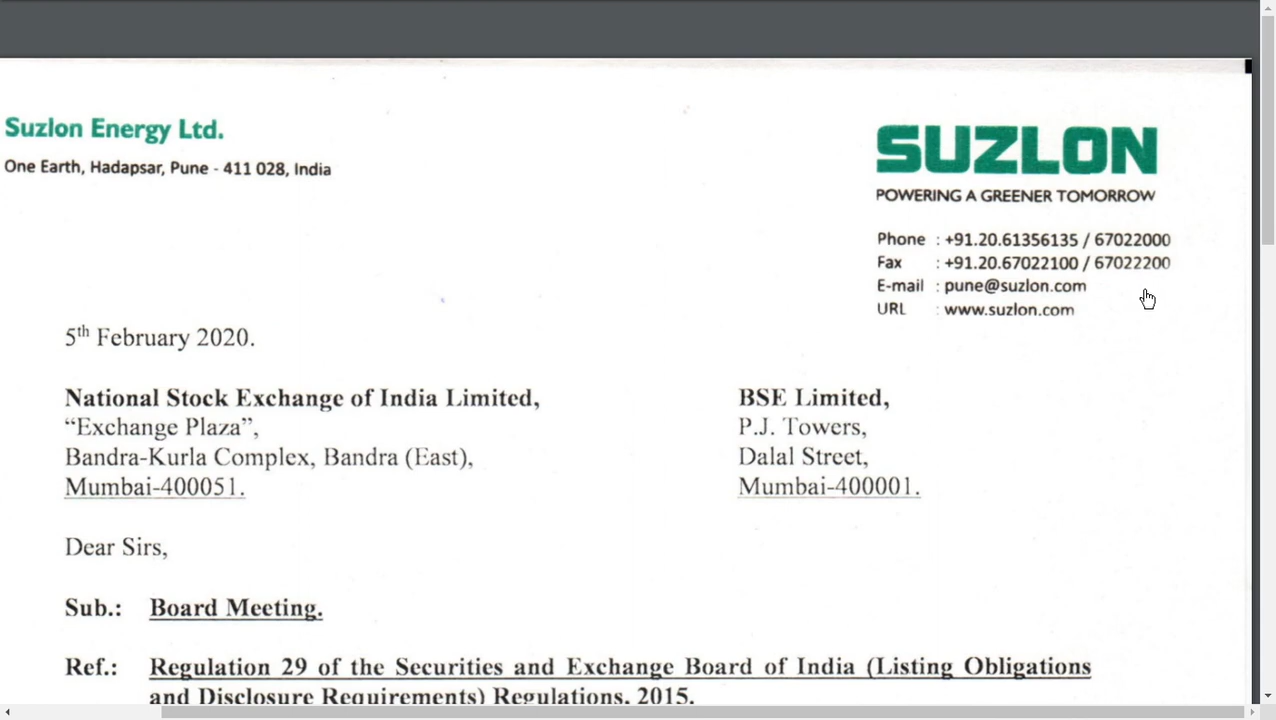 Suzlon Energy Ltd.
One Earth, Hadapsar, Pune - 411 028, India
SUZLON
POWERING A GREENER TOMORROW
Phone : +91.20.61356135 / 67022000
Fax : +91.20.67022100 / 67022200
E-mail : pune@suzlon.com
URL : www.suzlon.com
5th February 2020.
National Stock Exchange of India Limited,
“Exchange Plaza”,
Bandra-Kurla Complex, Bandra (East),
Mumbai-400051.
BSE Limited,
P.J. Towers,
Dalal Street,
Mumbai-400001.
Dear Sirs,
Sub.: Board Meeting.
Ref.: Regulation 29 of the Securities and Exchange Board of India (Listing Obligations
and Disclosure Requirements) Regulations, 2015.